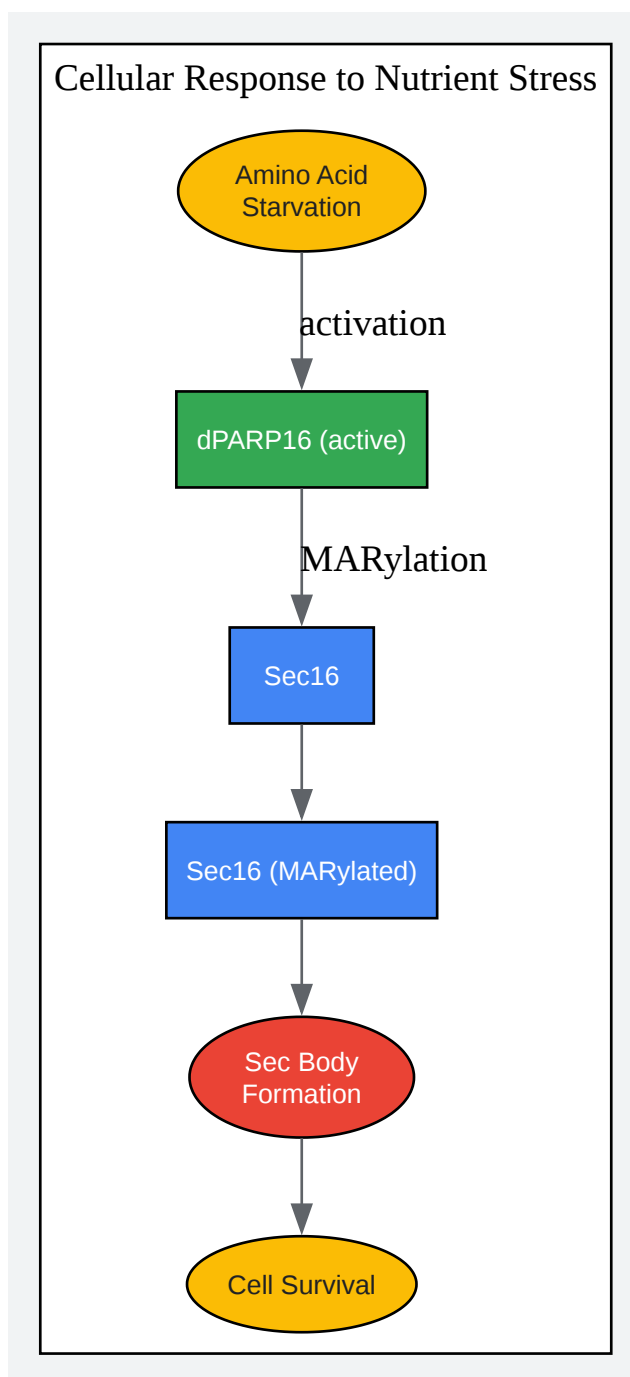 Cellular Response to Nutrient Stress
Amino Acid
Starvation
activation
dPARP16 (active)
MARylation
Sec16
Sec16 (MARylated)
Sec Body
Formation
Cell Survival